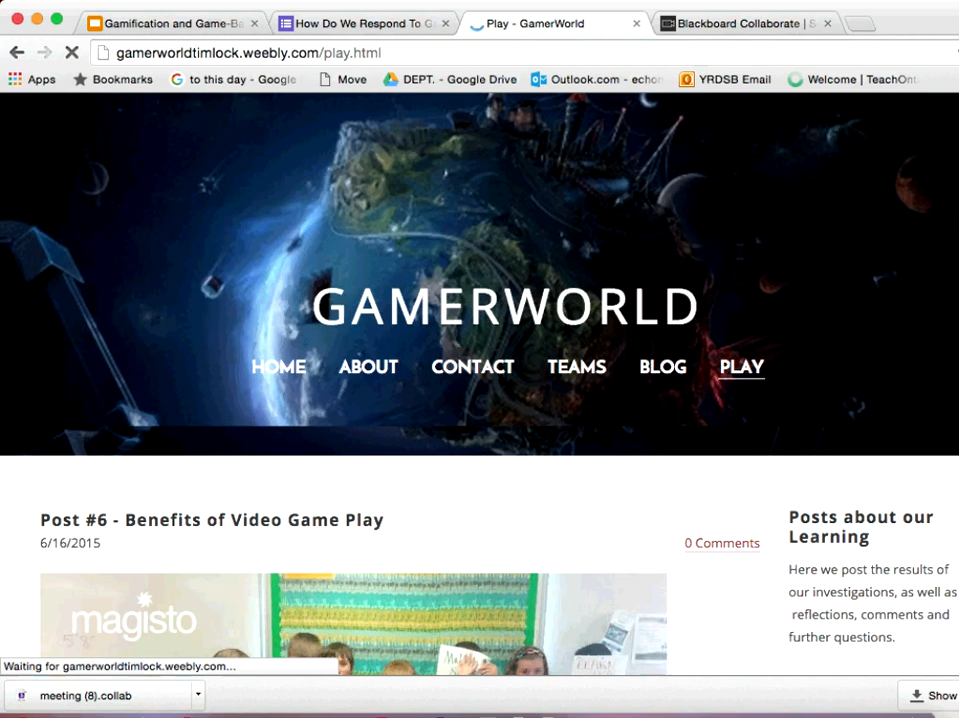 Gamification and Game-Ba
How Do We Respond To G
Play - GamerWorld
Blackboard Collaborate | S
gamerworldtimlock.weebly.com/play.html
Apps
Bookmarks
to this day - Google
Move
DEPT. - Google Drive
Outlook.com - echon
YRDSB Email
Welcome | TeachOnt
GAMERWORLD
HOME
ABOUT
CONTACT
TEAMS
BLOG
PLAY
Post #6 - Benefits of Video Game Play
6/16/2015
0 Comments
Posts about our
Learning
Here we post the results of
our investigations, as well as
reflections, comments and
further questions.
magisto
Waiting for gamerworldtimlock.weebly.com...
meeting (8).collab
Show